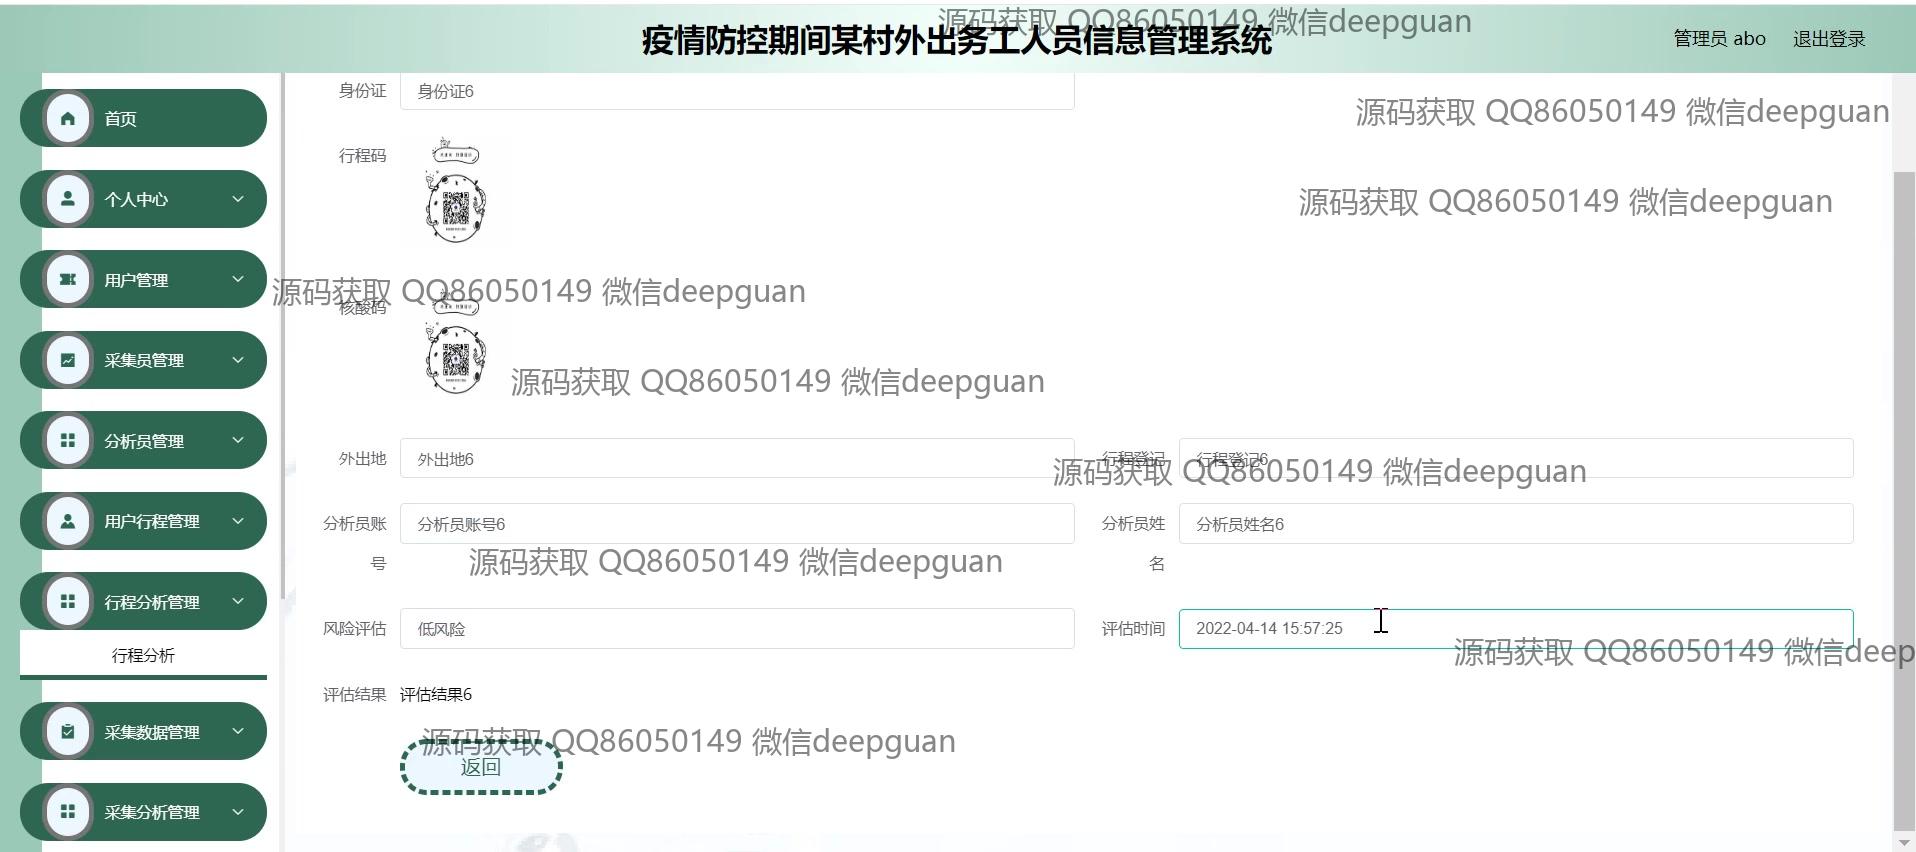 疫情防控期间某村外出务工人员信息管理系统
源码获取 QQ86050149 微信deepguan
管理员 abo 退出登录
首页
个人中心
用户管理
采集员管理
分析员管理
用户行程管理
行程分析管理
行程分析
采集数据管理
采集分析管理
身份证 身份证6
源码获取 QQ86050149 微信deepguan
行程码
源码获取 QQ86050149 微信deepguan
源码获取 QQ86050149 微信deepguan
核酸码
源码获取 QQ86050149 微信deepguan
外出地 外出地6 行程登记 行程登记6
源码获取 QQ86050149 微信deepguan
分析员账号 分析员账号6 分析员姓名 分析员姓名6
源码获取 QQ86050149 微信deepguan
风险评估 低风险 评估时间 2022-04-14 15:57:25
源码获取 QQ86050149 微信deep
评估结果 评估结果6
源码获取 QQ86050149 微信deepguan
返回